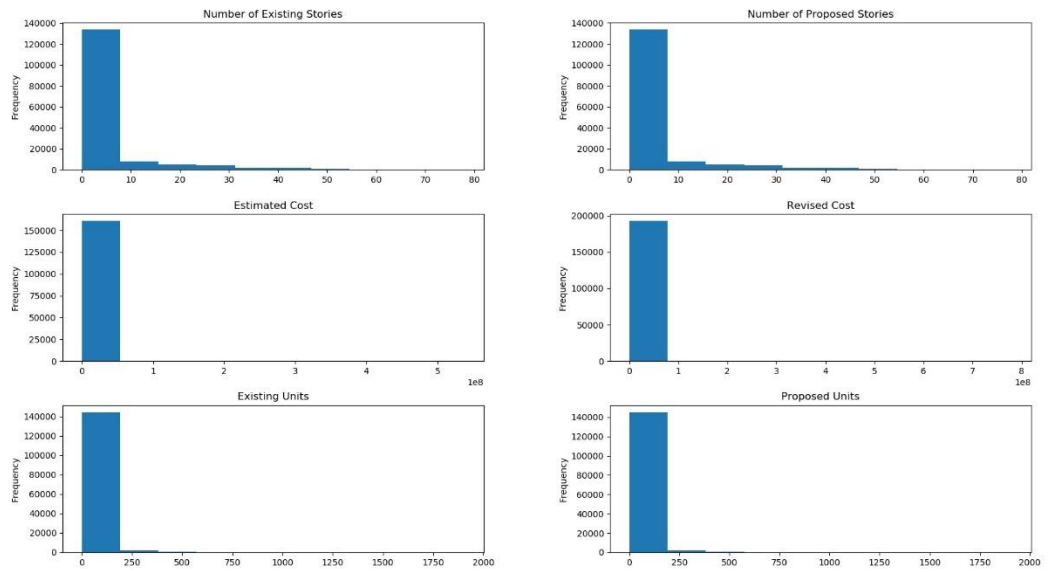 Number of Existing Stories
Frequency
140000
120000
100000
80000
60000
40000
20000
0
0 10 20 30 40 50 60 70 80
Number of Proposed Stories
Frequency
140000
120000
100000
80000
60000
40000
20000
0
0 10 20 30 40 50 60 70 80
Estimated Cost
Frequency
150000
125000
100000
75000
50000
25000
0
0 1 2 3 4 5
1e8
Revised Cost
Frequency
200000
150000
100000
50000
0
0 1 2 3 4 5 6 7 8
1e8
Existing Units
Frequency
140000
120000
100000
80000
60000
40000
20000
0
0 250 500 750 1000 1250 1500 1750 2000
Proposed Units
Frequency
140000
120000
100000
80000
60000
40000
20000
0
0 250 500 750 1000 1250 1500 1750 2000